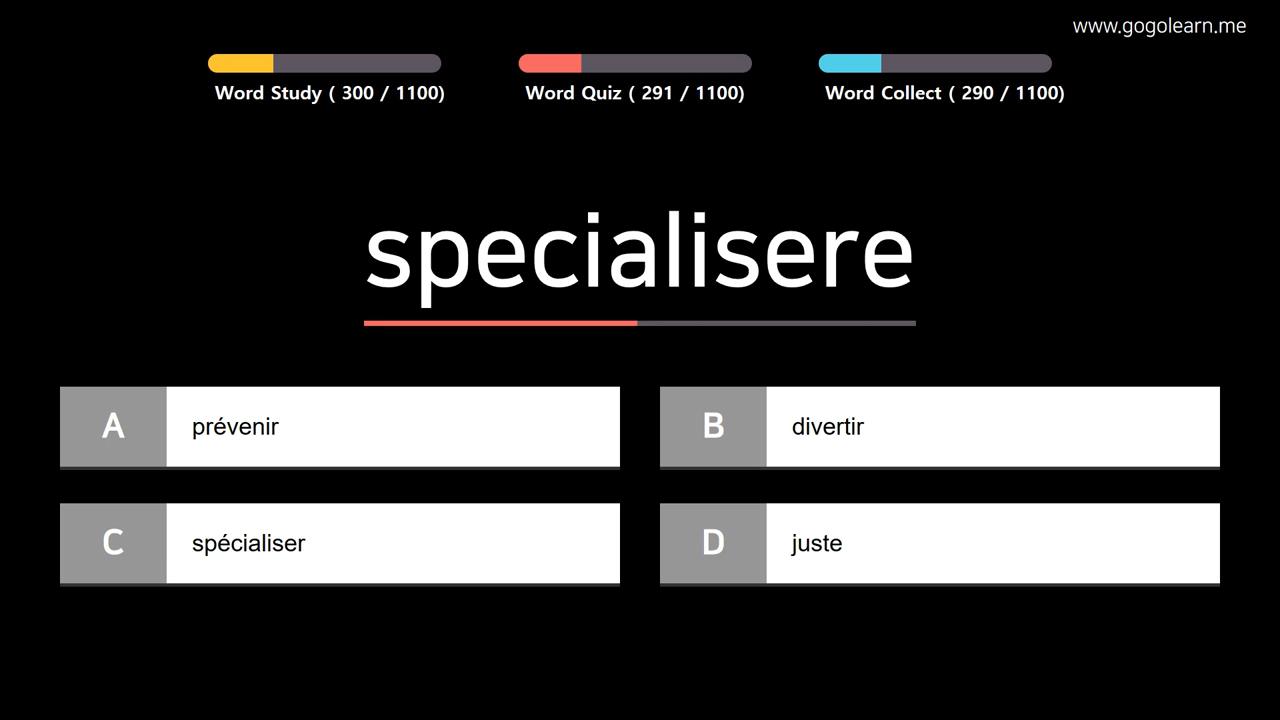 www.gogolearn.me
Word Study ( 300 / 1100)
Word Quiz ( 291 / 1100)
Word Collect ( 290 / 1100)
specialisere
A prévenir
B divertir
C spécialiser
D juste